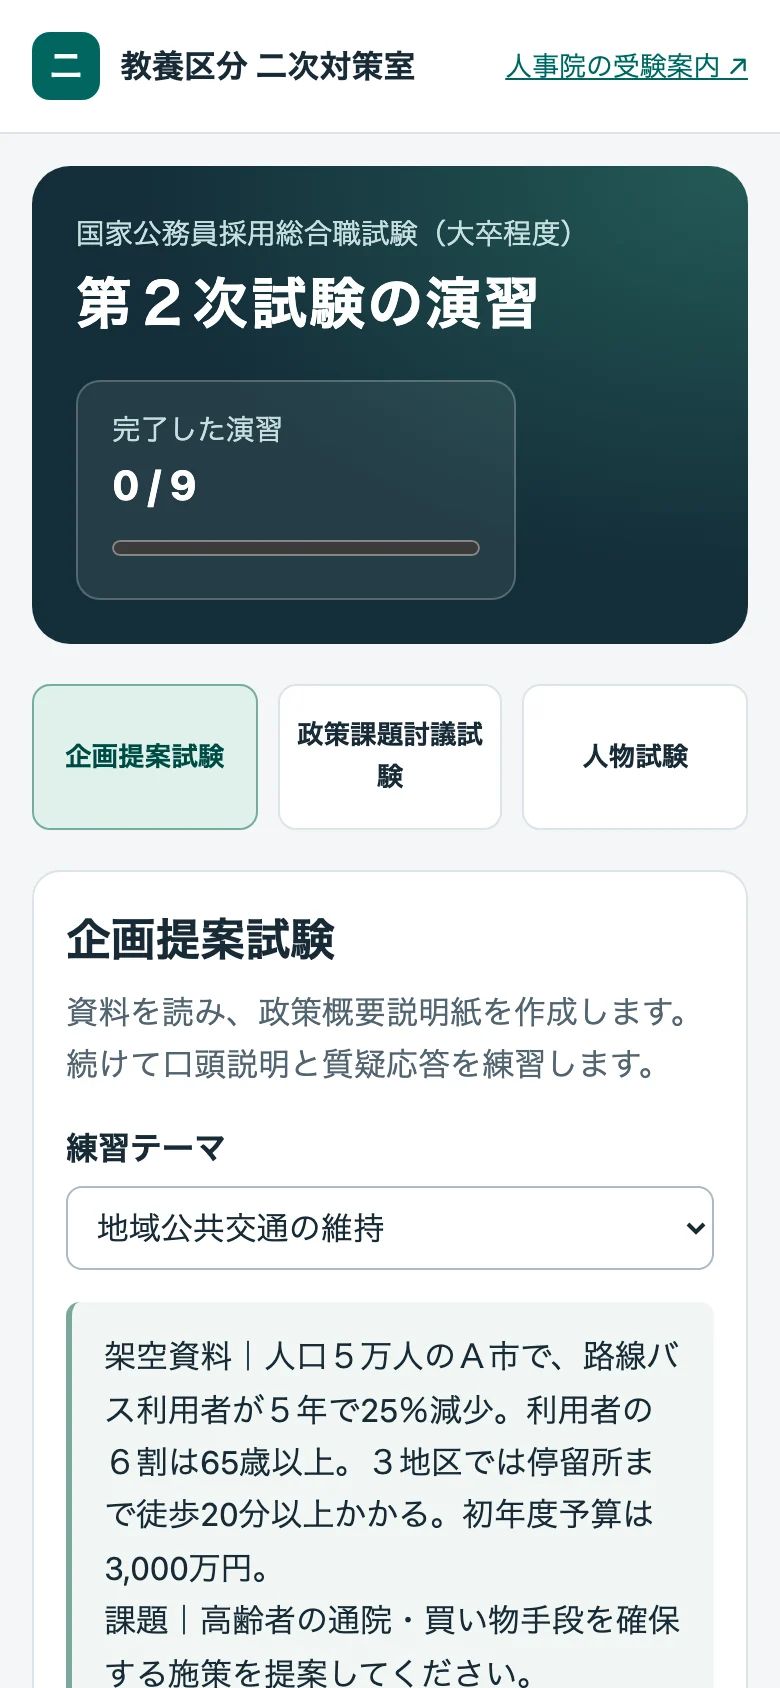 二 教養区分 二次対策室 人事院の受験案内 ↗
国家公務員採用総合職試験（大卒程度）
第２次試験の演習
完了した演習
0 / 9
企画提案試験
政策課題討議試
験
人物試験
企画提案試験
資料を読み、政策概要説明紙を作成します。
続けて口頭説明と質疑応答を練習します。
練習テーマ
地域公共交通の維持
架空資料｜人口５万人のＡ市で、路線バ
ス利用者が５年で25%減少。利用者の
６割は65歳以上。３地区では停留所ま
で徒歩20分以上かかる。初年度予算は
3,000万円。
課題｜高齢者の通院・買い物手段を確保
する施策を提案してください。